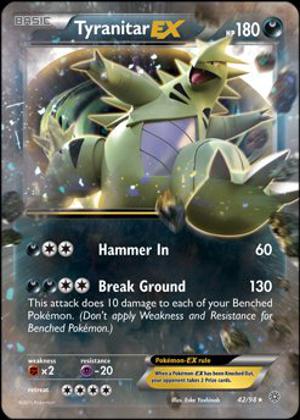 BASIC
Tyranitar EX HP 180
Hammer In 60
Break Ground 130
This attack does 10 damage to each of your Benched
Pokémon. (Don't apply Weakness and Resistance for
Benched Pokémon.)
weakness resistance
×2 -20
retreat
Pokémon-EX rule
When a Pokémon-EX has been Knocked Out,
your opponent takes 2 Prize cards.
Illus. Eske Yoshinob
42/98 ★
©2015 Pokémon